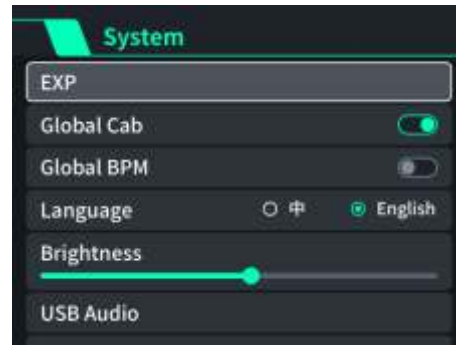 System
EXP
Global Cab
Global BPM
Language 中 English
Brightness
USB Audio